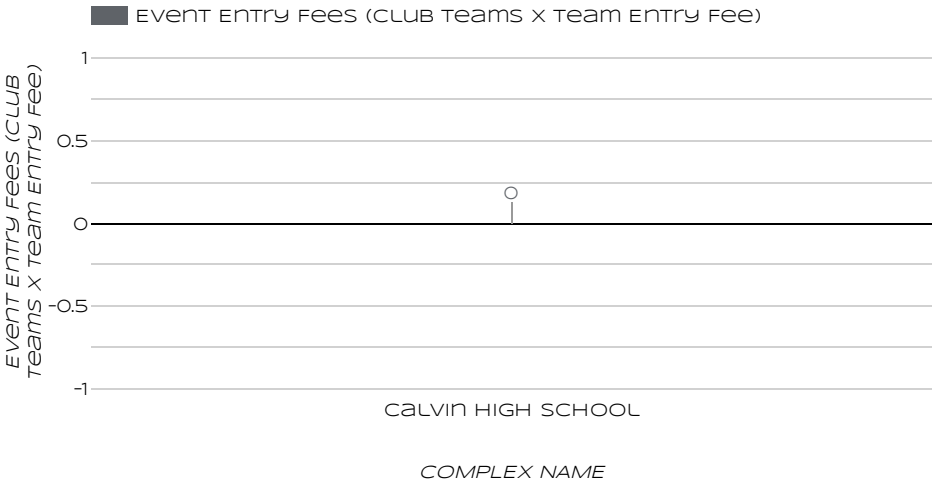 Event Entry Fees (Club Teams x Team Entry Fee)
Event Entry Fees (Club
Teams x Team Entry Fee)
1
0.5
0
-0.5
-1
0
Calvin High School
Complex Name